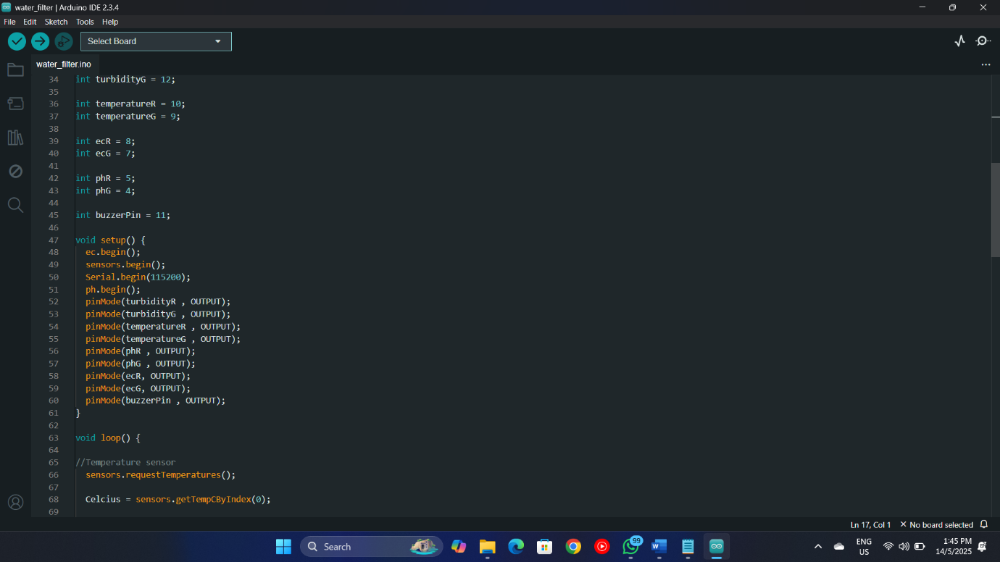 water_filter | Arduino IDE 2.3.4
File Edit Sketch Tools Help
Select Board
water_filter.ino
34 int turbidityG = 12;
35
36 int temperatureR = 10;
37 int temperatureG = 9;
38
39 int ecR = 8;
40 int ecG = 7;
41
42 int phR = 5;
43 int phG = 4;
44
45 int buzzerPin = 11;
46
47 void setup() {
48 ec.begin();
49 sensors.begin();
50 Serial.begin(115200);
51 ph.begin();
52 pinMode(turbidityR , OUTPUT);
53 pinMode(turbidityG , OUTPUT);
54 pinMode(temperatureR , OUTPUT);
55 pinMode(temperatureG , OUTPUT);
56 pinMode(phR , OUTPUT);
57 pinMode(phG , OUTPUT);
58 pinMode(ecR, OUTPUT);
59 pinMode(ecG, OUTPUT);
60 pinMode(buzzerPin , OUTPUT);
61 }
62
63 void loop() {
64
65 //Temperature sensor
66 sensors.requestTemperatures();
67
68 Celcius = sensors.getTempCByIndex(0);
69
Ln 17, Col 1 × No board selected
Search
99
ENG
US
1:45 PM
14/5/2025